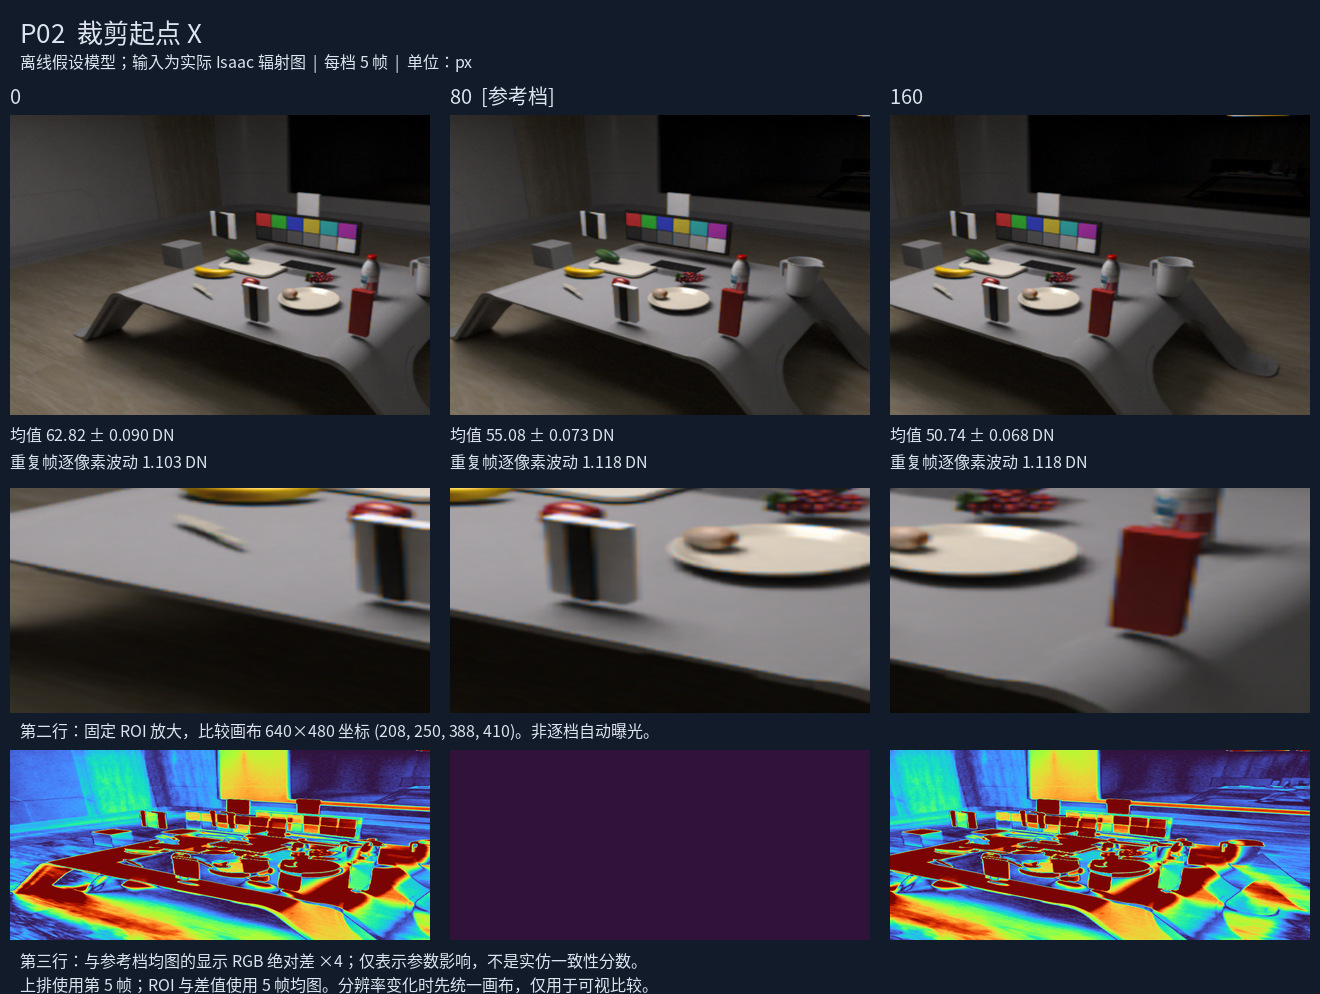 P02 裁剪起点 X
离线假设模型；输入为实际 Isaac 辐射图 | 每档 5 帧 | 单位：px
0
80 [参考档]
160
均值 62.82 ± 0.090 DN
均值 55.08 ± 0.073 DN
均值 50.74 ± 0.068 DN
重复帧逐像素波动 1.103 DN
重复帧逐像素波动 1.118 DN
重复帧逐像素波动 1.118 DN
第二行：固定 ROI 放大，比较画布 640×480 坐标 (208, 250, 388, 410)。非逐档自动曝光。
第三行：与参考档均图的显示 RGB 绝对差 ×4；仅表示参数影响，不是实仿一致性分数。
上排使用第 5 帧；ROI 与差值使用 5 帧均图。分辨率变化时先统一画布，仅用于可视比较。